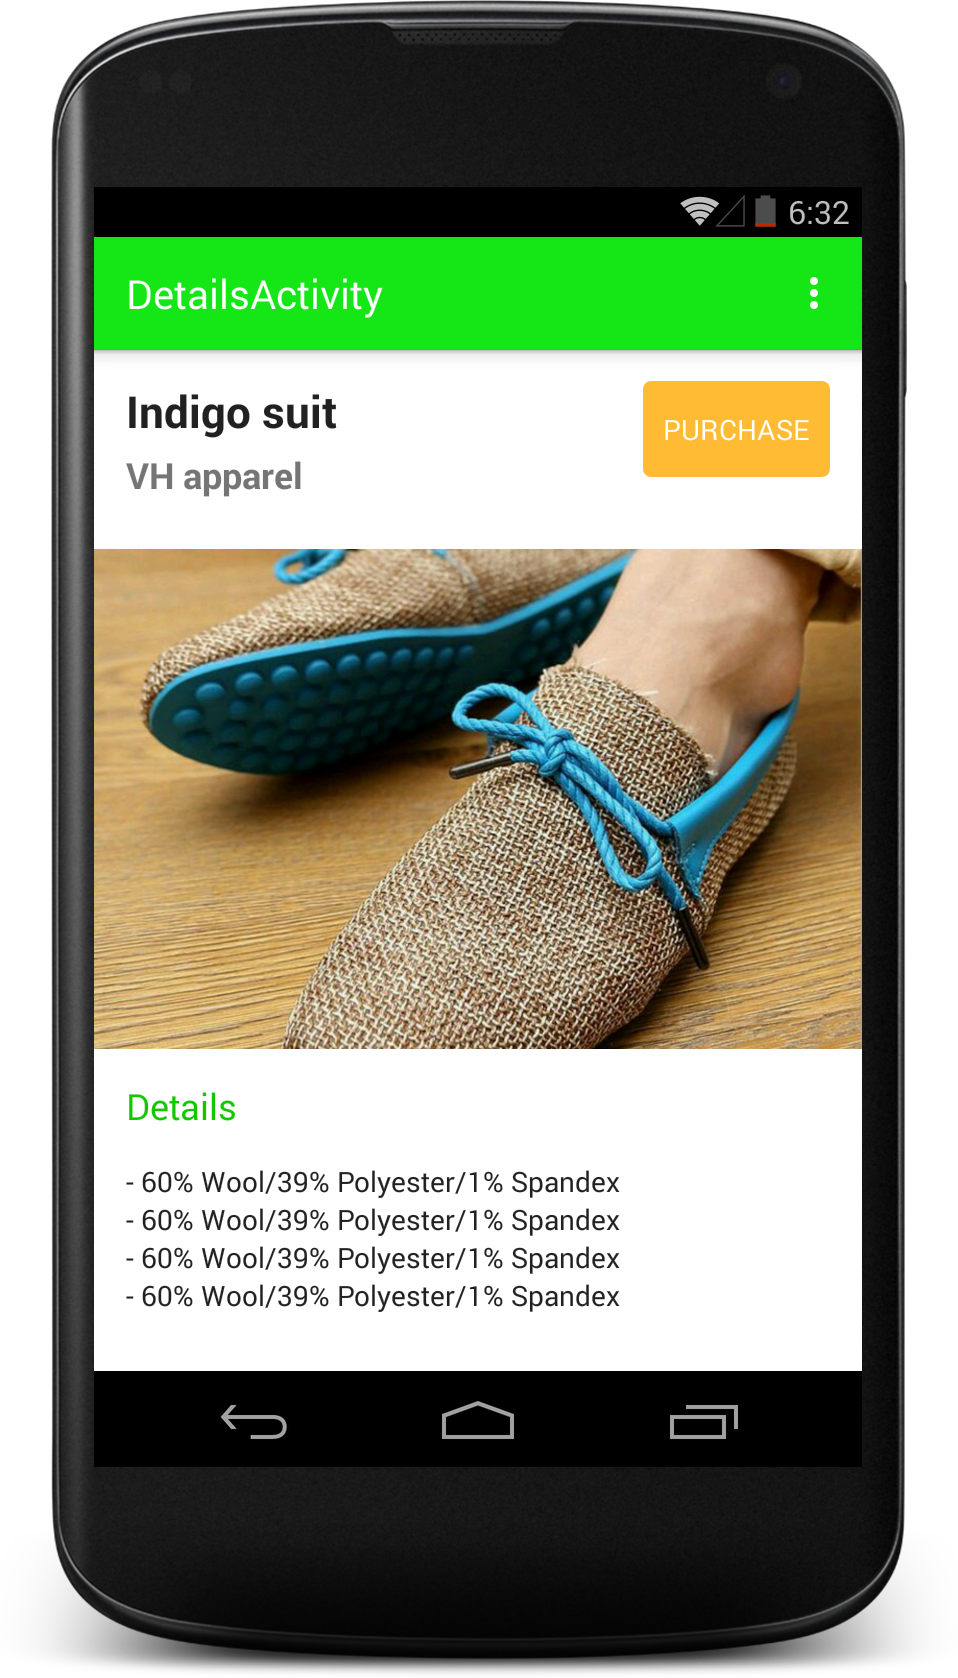 6:32
DetailsActivity
Indigo suit
PURCHASE
VH apparel
Details
- 60% Wool/39% Polyester/1% Spandex
- 60% Wool/39% Polyester/1% Spandex
- 60% Wool/39% Polyester/1% Spandex
- 60% Wool/39% Polyester/1% Spandex